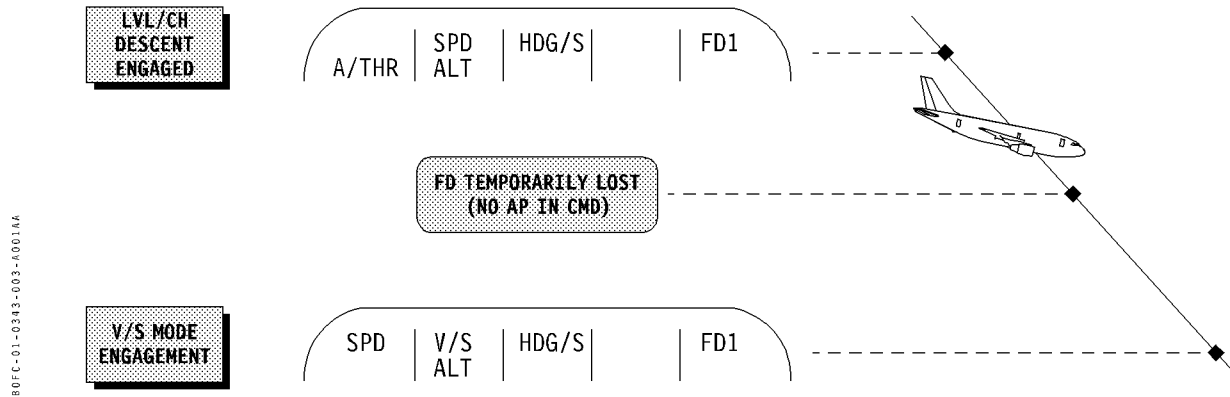 LVL/CH
DESCENT
ENGAGED
A/THR
SPD
ALT
HDG/S
FD1
FD TEMPORARILY LOST
(NO AP IN CMD)
V/S MODE
ENGAGEMENT
SPD
V/S
ALT
HDG/S
FD1
B0FC-01-0343-003-A001AA